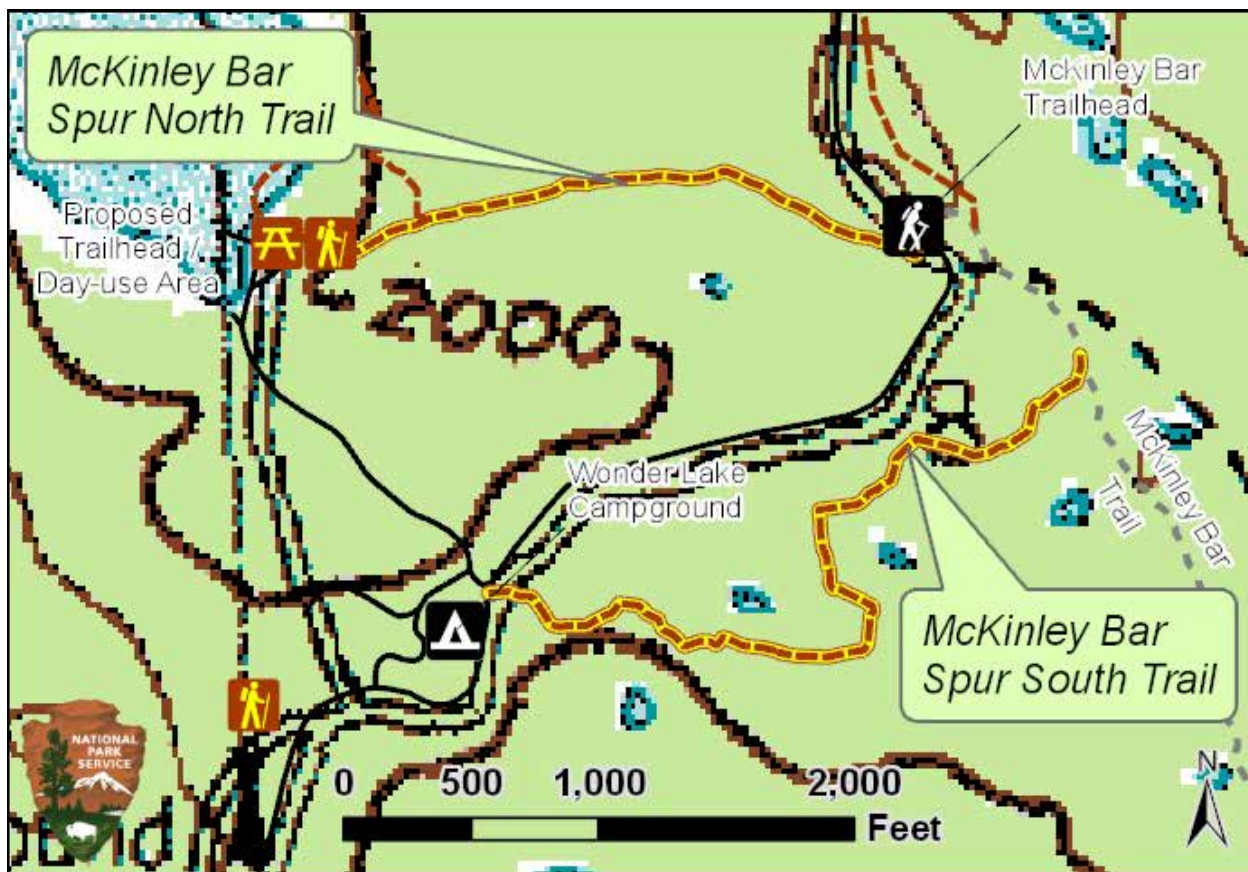 McKinley Bar
Spur North Trail
McKinley Bar
Trailhead
Proposed
Trailhead /
Day-use Area
2000
Wonder Lake
Campground
McKinley Bar
Trail
McKinley Bar
Spur South Trail
NATIONAL
PARK
SERVICE
N
0 500 1,000 2,000
Feet